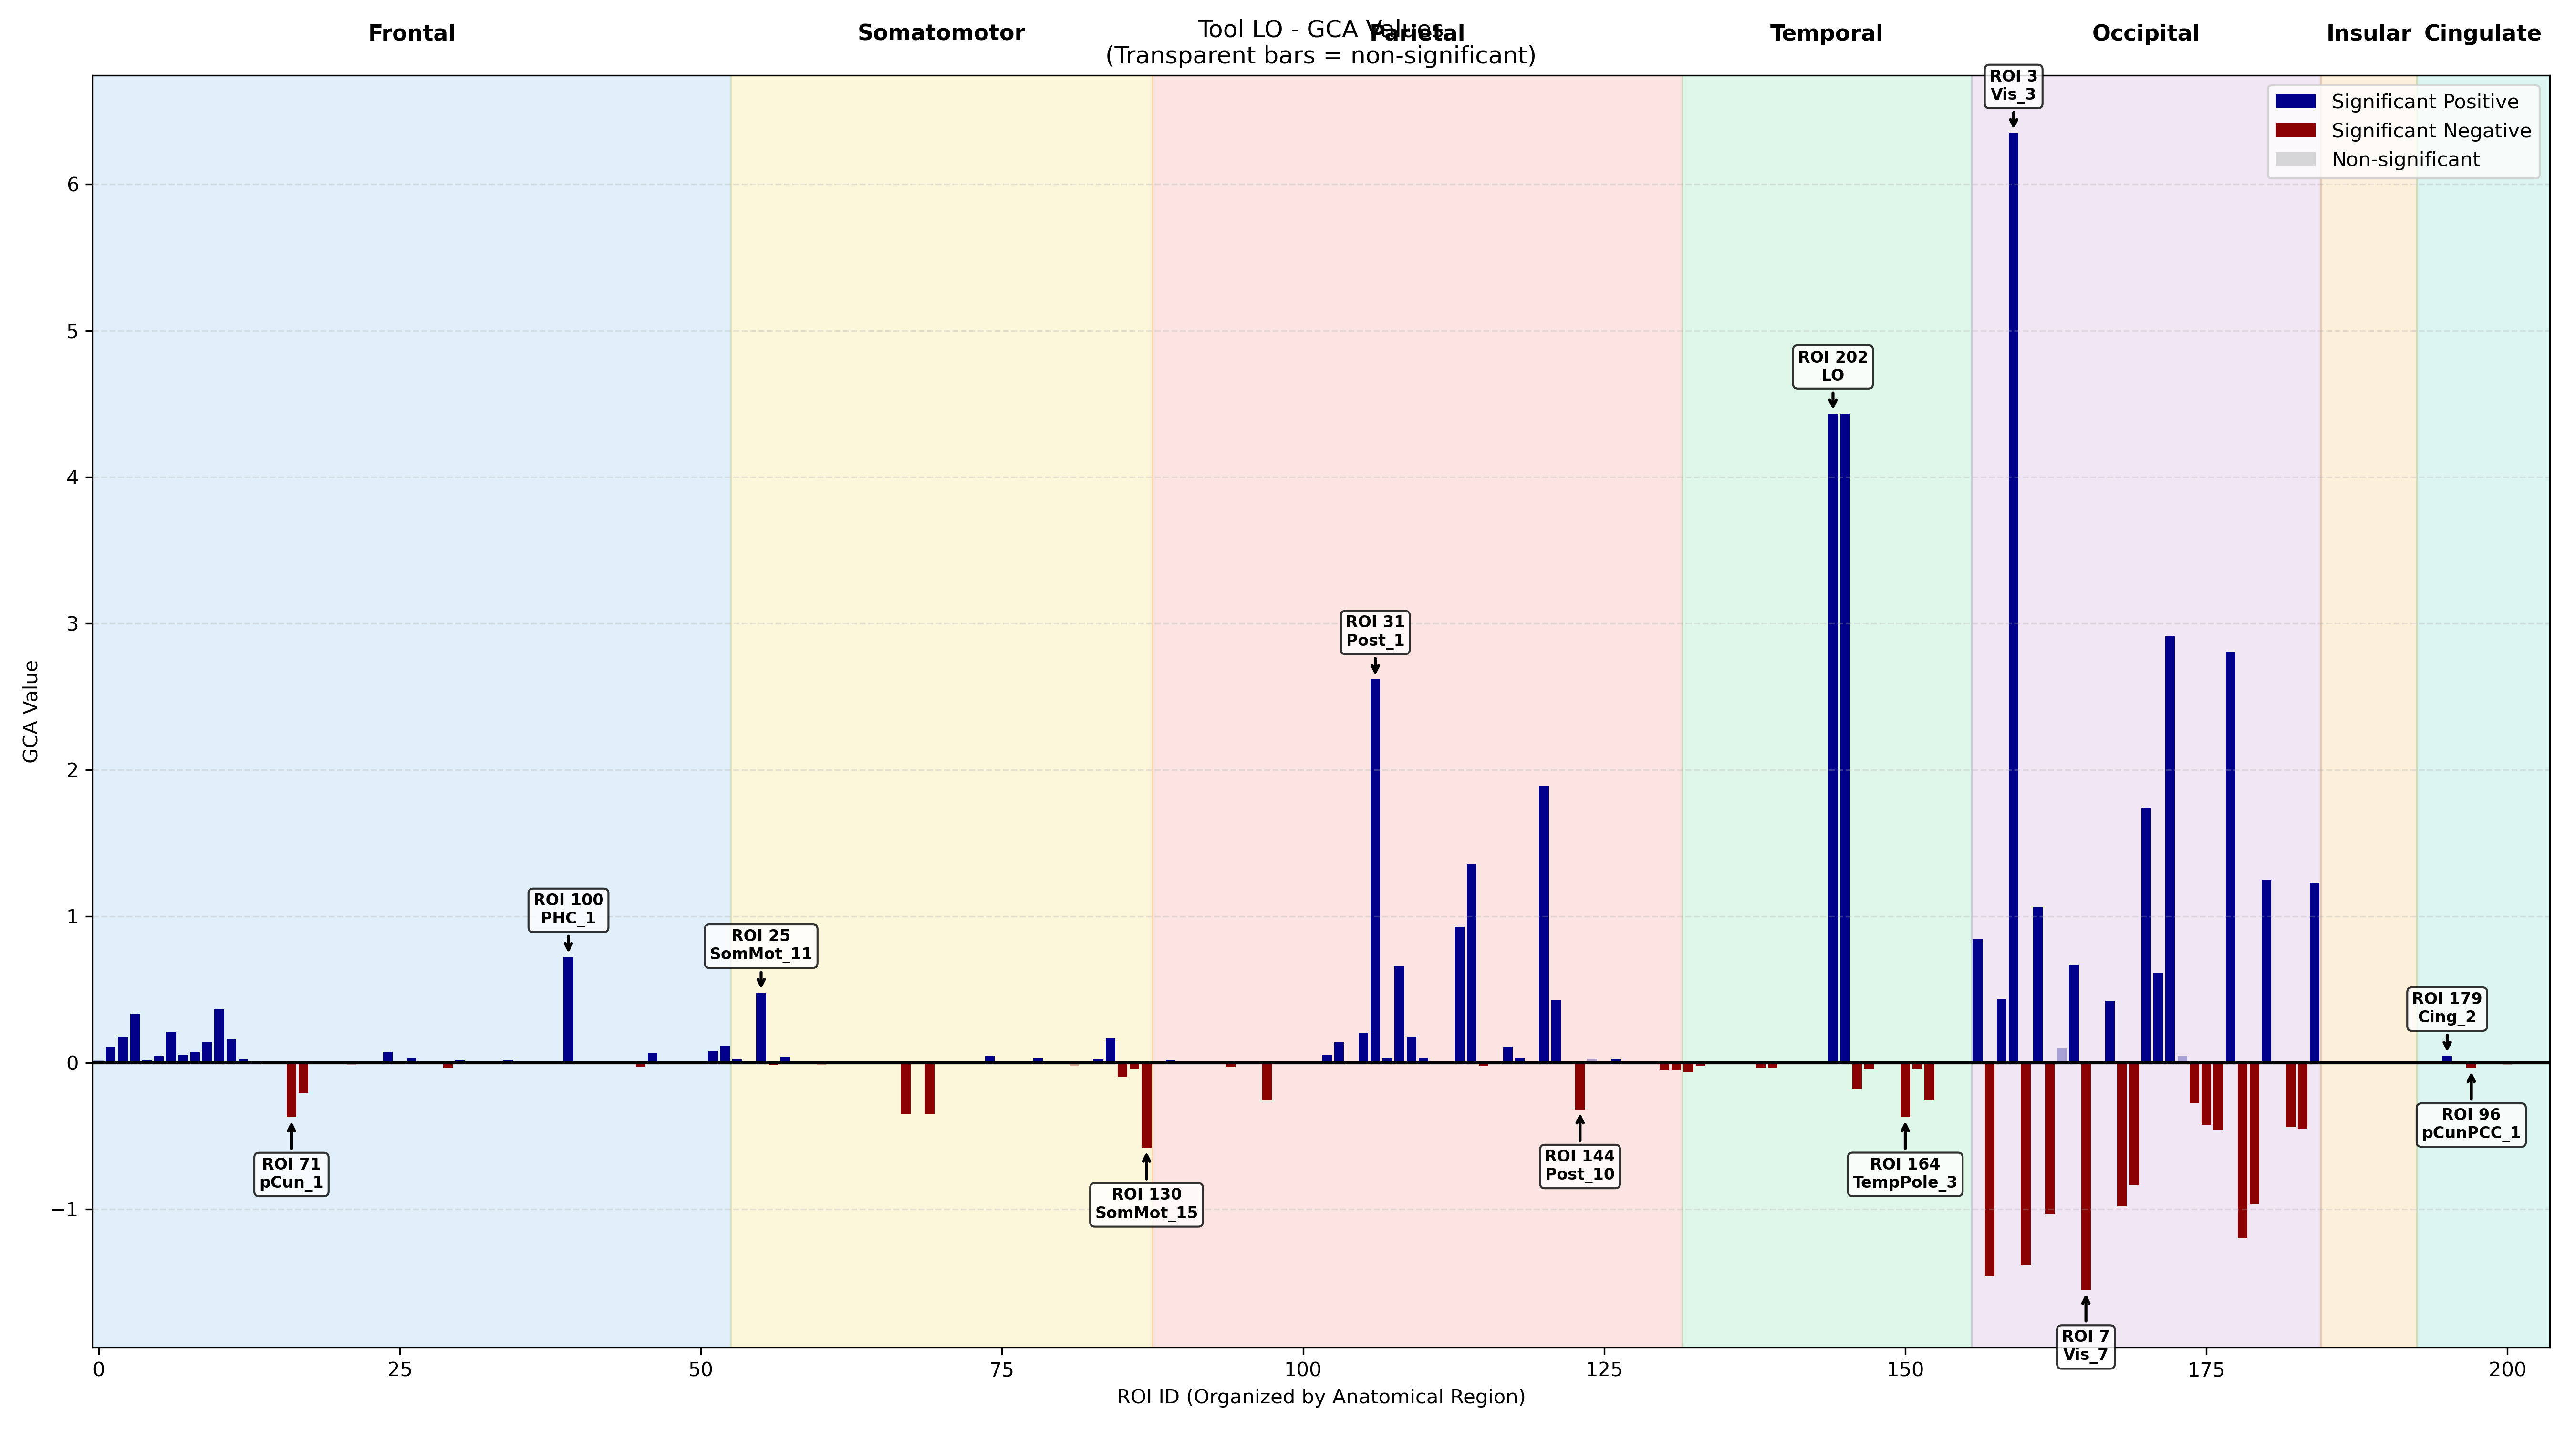 Frontal
Somatomotor
Tool LO - GCA Values
Parietal
Temporal
Occipital
Insular
Cingulate
(Transparent bars = non-significant)
ROI 3
Vis_3
Significant Positive
Significant Negative
Non-significant
ROI 202
LO
ROI 31
Post_1
ROI 100
PHC_1
ROI 25
SomMot_11
ROI 179
Cing_2
ROI 71
pCun_1
ROI 130
SomMot_15
ROI 144
Post_10
ROI 164
TempPole_3
ROI 96
pCunPCC_1
ROI 7
Vis_7
GCA Value
6
5
4
3
2
1
0
−1
0
25
50
75
100
125
150
175
200
ROI ID (Organized by Anatomical Region)